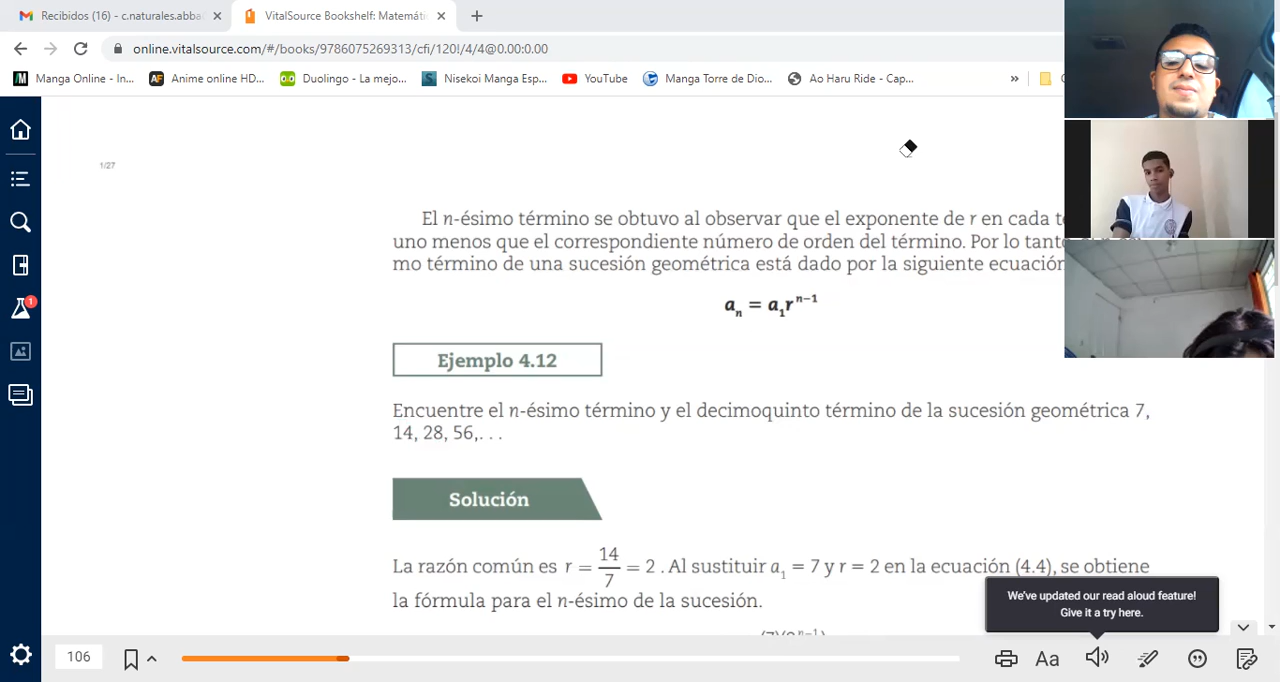 Recibidos (16) - c.naturales.abba
VitalSource Bookshelf: Matemáti
online.vitalsource.com/#/books/9786075269313/cfi/120!/4/4@0.00:0.00
Manga Online - In... Anime online HD... Duolingo - La mejo... Nisekoi Manga Esp... YouTube Manga Torre de Dio... Ao Haru Ride - Cap... »
1/27
El n-ésimo término se obtuvo al observar que el exponente de r en cada
uno menos que el correspondiente número de orden del término. Por lo
mo término de una sucesión geométrica está dado por la siguiente ecuación
aₙ = a₁rⁿ⁻¹
Ejemplo 4.12
Encuentre el n-ésimo término y el decimoquinto término de la sucesión geométrica 7,
14, 28, 56,. . .
Solución
La razón común es r = 14/7 = 2 . Al sustituir a₁ = 7 y r = 2 en la ecuación (4.4), se obtiene
la fórmula para el n-ésimo de la sucesión.
We've updated our read aloud feature!
Give it a try here.
1
106
Aa